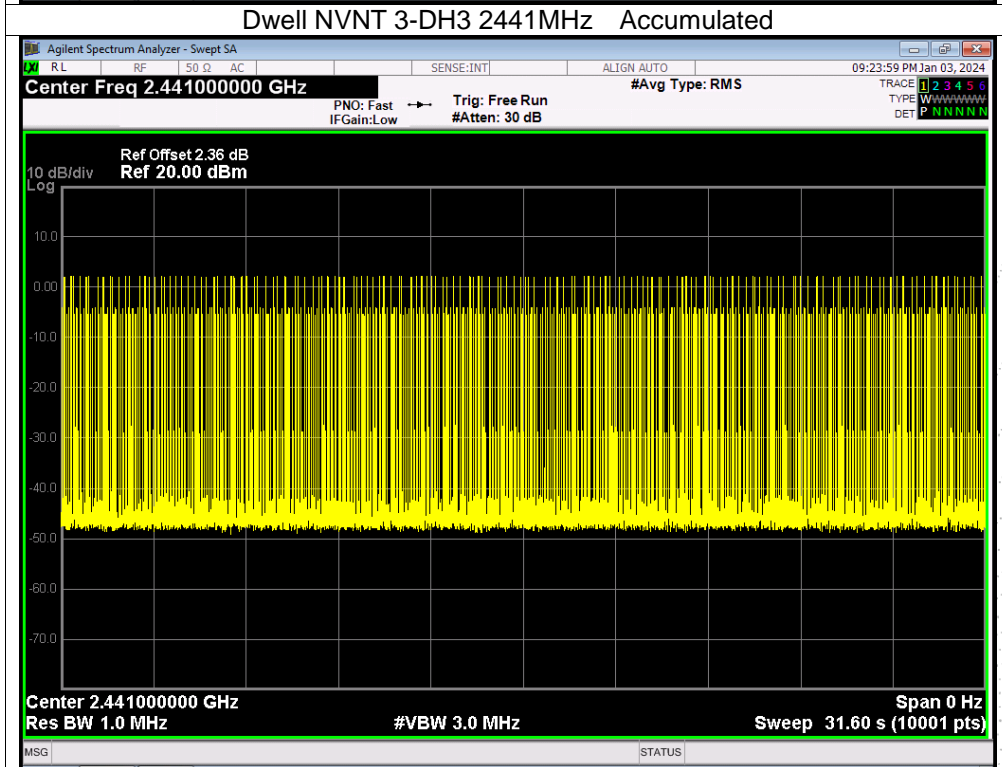 Dwell NVNT 3-DH3 2441MHz Accumulated
Agilent Spectrum Analyzer - Swept SA
LXI RL RF 50 Ω AC SENSE:INT ALIGN AUTO 09:23:59 PM Jan 03, 2024
Center Freq 2.441000000 GHz #Avg Type: RMS TRACE 1 2 3 4 5 6
PNO: Fast Trig: Free Run TYPE WWWWWW
IFGain:Low #Atten: 30 dB DET P N N N N N
Ref Offset 2.36 dB
10 dB/div Ref 20.00 dBm
Log
10.0
0.00
-10.0
-20.0
-30.0
-40.0
-50.0
-60.0
-70.0
Center 2.441000000 GHz Span 0 Hz
Res BW 1.0 MHz #VBW 3.0 MHz Sweep 31.60 s (10001 pts)
MSG STATUS